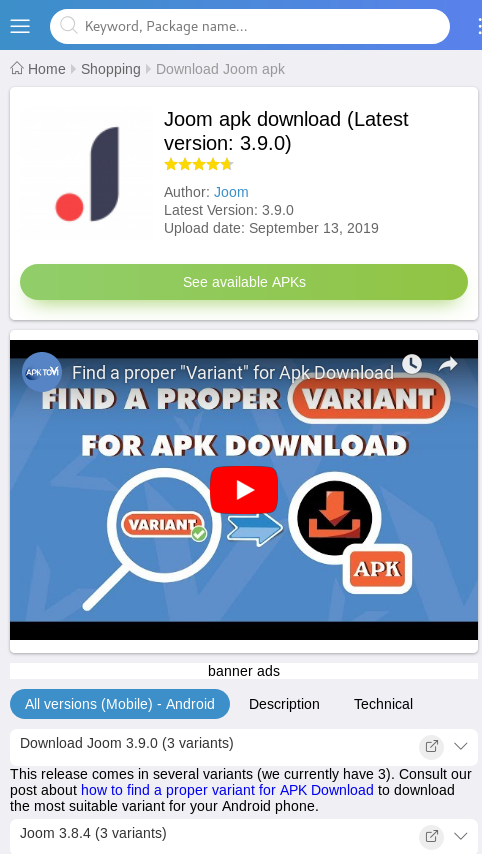 Keyword, Package name...
Home Shopping Download Joom apk
Joom apk download (Latest
version: 3.9.0)
Author: Joom
Latest Version: 3.9.0
Upload date: September 13, 2019
See available APKs
Find a proper "Variant" for Apk Download
FIND A PROPER VARIANT
FOR APK DOWNLOAD
VARIANT
APK
banner ads
All versions (Mobile) - Android Description Technical
Download Joom 3.9.0 (3 variants)
This release comes in several variants (we currently have 3). Consult our
post about how to find a proper variant for APK Download to download
the most suitable variant for your Android phone.
Joom 3.8.4 (3 variants)